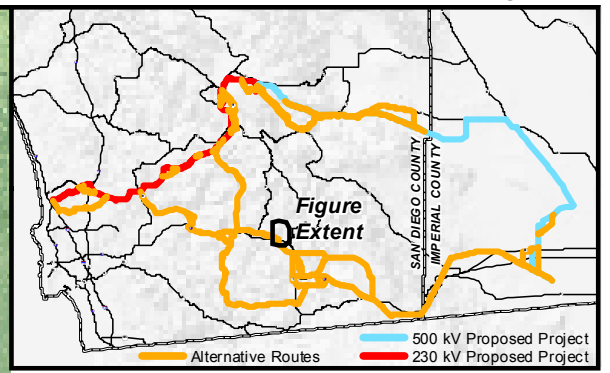 Figure
Extent
SAN DIEGO COUNTY
IMPERIAL COUNTY
500 kV Proposed Project
Alternative Routes
230 kV Proposed Project